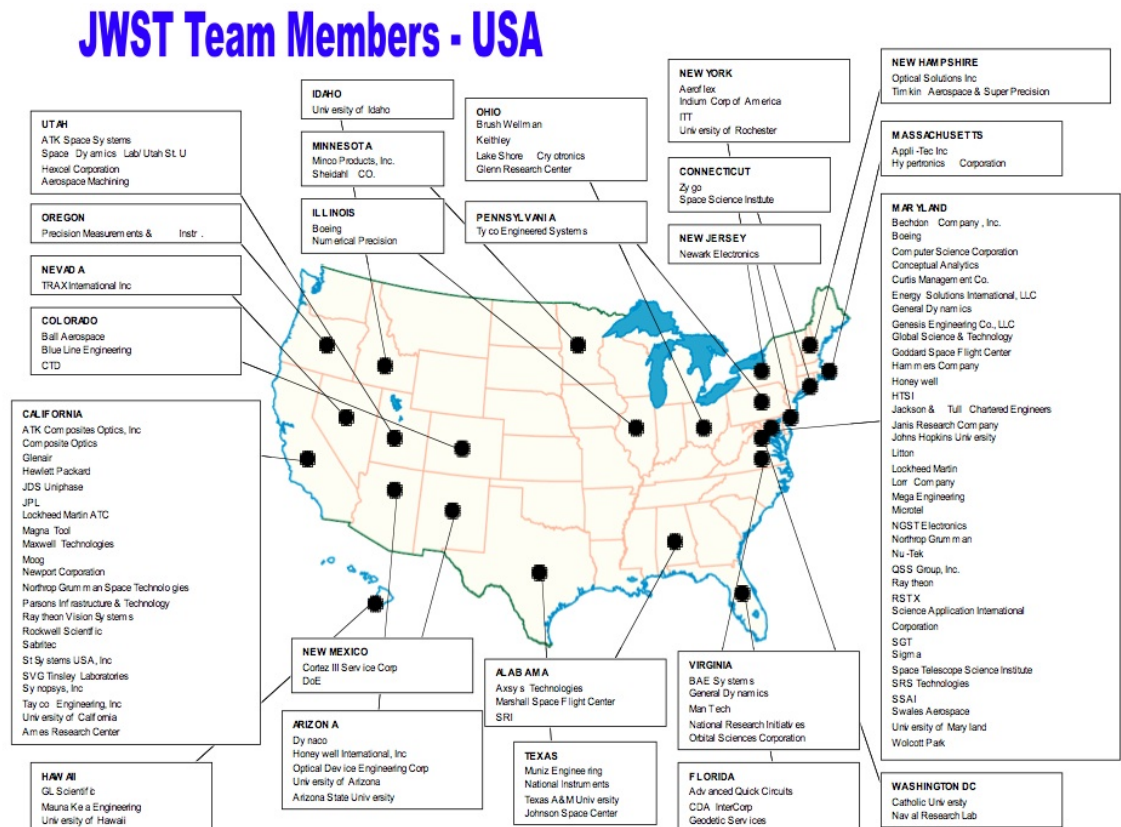 JWST Team Members - USA
UTAH
ATK Space Systems
Space Dyamics Lab/ Utah St. U
Hexcel Corporation
Aerospace Machining
OREGON
Precision Measurements & Instr.
NEVADA
TRAX International Inc
COLORADO
Ball Aerospace
Blue Line Engineering
CTD
CALIFORNIA
ATK Composites Optics, Inc
Composite Optics
Glenair
Hewlett Packard
JDS Uniphase
JPL
Lockheed Martin ATC
Magna Tool
Maxwell Technologies
Moog
Newport Corporation
Northrop Grumman Space Technologies
Parsons Infrastructure & Technology
Raytheon Vision Systems
Rockwell Scientific
Sabritec
St Systems USA, Inc
SVG Tinsley Laboratories
Synopsys, Inc
Tayco Engineering, Inc
University of California
Ames Research Center
HAWAII
GL Scientific
Mauna Kea Engineering
University of Hawaii
IDAHO
University of Idaho
MINNESOTA
Minco Products, Inc.
Sheidahl CO.
ILLINOIS
Boeing
Numerical Precision
OHIO
Brush Wellman
Keithley
Lake Shore Cryotronics
Glenn Research Center
PENNSYLVANIA
Tyco Engineered Systems
NEW YORK
Aeroflex
Indium Corp of America
ITT
University of Rochester
CONNECTICUT
Zygo
Space Science Institute
NEW JERSEY
Newark Electronics
NEW HAMPSHIRE
Optical Solutions Inc
Timkin Aerospace & Super Precision
MASSACHUSETTS
Appli-Tec Inc
Hypertronics Corporation
MARYLAND
Bechdon Company, Inc.
Boeing
Computer Science Corporation
Conceptual Analytics
Curtis Management Co.
Energy Solutions International, LLC
General Dynamics
Genesis Engineering Co., LLC
Global Science & Technology
Goddard Space Flight Center
Hammers Company
Honeywell
HTSI
Jackson & Tull Chartered Engineers
Janis Research Company
Johns Hopkins University
Litton
Lockheed Martin
Lorr Company
Mega Engineering
Microtel
NGST Electronics
Northrop Grumman
Nu-Tek
QSS Group, Inc.
Raytheon
RSTX
Science Application International
Corporation
SGT
Sigma
Space Telescope Science Institute
SRS Technologies
SSAI
Swales Aerospace
University of Maryland
Wolcott Park
NEW MEXICO
Cortez III Service Corp
DoE
ARIZONA
Dynaco
Honeywell International, Inc
Optical Device Engineering Corp
University of Arizona
Arizona State University
ALABAMA
Axsys Technologies
Marshall Space Flight Center
SRI
TEXAS
Muniz Engineering
National Instruments
Texas A&M University
Johnson Space Center
VIRGINIA
BAE Systems
General Dynamics
ManTech
National Research Initiatives
Orbital Sciences Corporation
FLORIDA
Advanced Quick Circuits
CDA InterCorp
Geodetic Services
WASHINGTON DC
Catholic University
Naval Research Lab